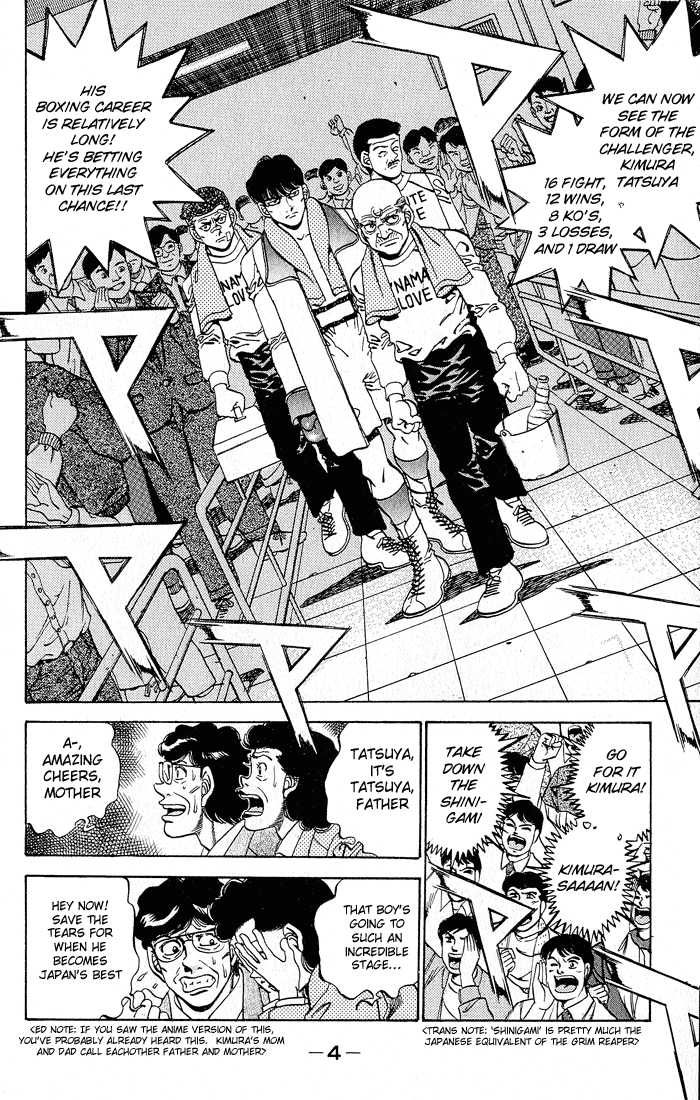 WE CAN NOW
SEE THE
FORM OF THE
CHALLENGER,
KIMURA
TATSUYA
16 FIGHT,
12 WINS,
8 KO'S,
3 LOSSES,
AND 1 DRAW
HIS
BOXING CAREER
IS RELATIVELY
LONG!
HE'S BETTING
EVERYTHING
ON THIS LAST
CHANCE!!
NAMA
LOVE
YNAMA
LOVE
TE
E
GO
FOR IT
KIMURA!
TAKE
DOWN
THE
SHINI-
GAMI
KIMURA-
SAAAAN!
TATSUYA,
IT'S
TATSUYA,
FATHER
A-,
AMAZING
CHEERS,
MOTHER
THAT BOY'S
GOING TO
SUCH AN
INCREDIBLE
STAGE...
HEY NOW!
SAVE THE
TEARS FOR
WHEN HE
BECOMES
JAPAN'S BEST
<TRANS NOTE: 'SHINIGAMI' IS PRETTY MUCH THE
JAPANESE EQUIVALENT OF THE GRIM REAPER>
<ED NOTE: IF YOU SAW THE ANIME VERSION OF THIS,
YOU'VE PROBABLY ALREADY HEARD THIS. KIMURA'S MOM
AND DAD CALL EACHOTHER FATHER AND MOTHER>
—4—